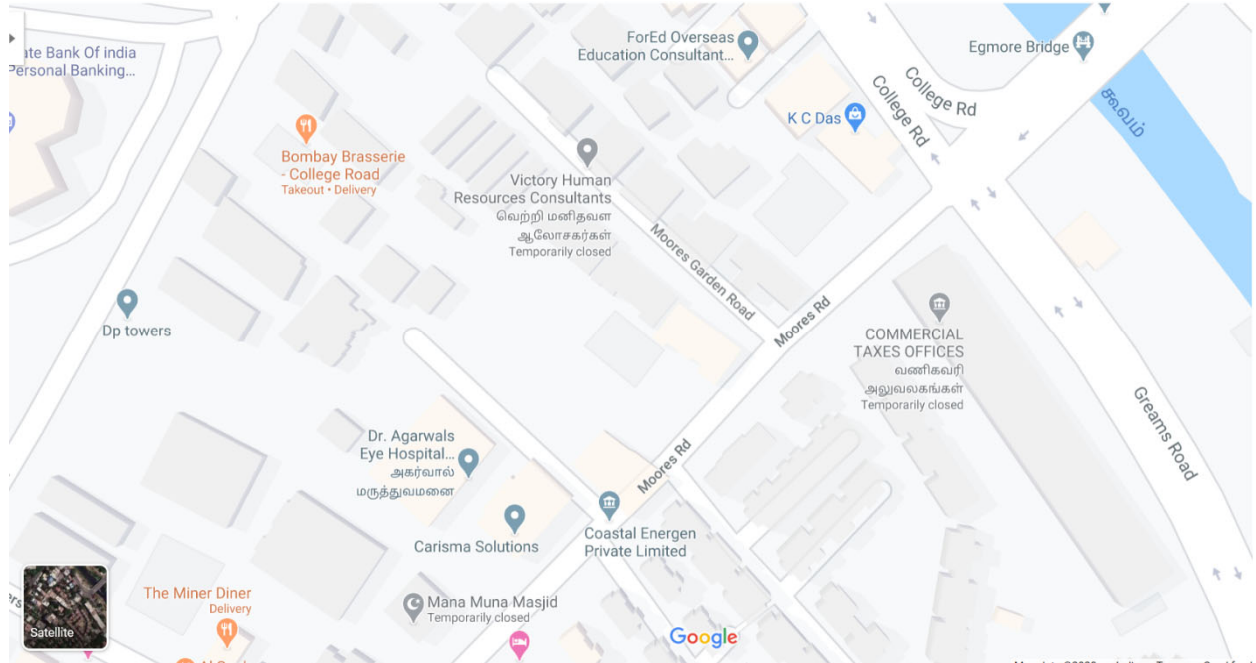 ate Bank Of india
Personal Banking...
ForEd Overseas
Education Consultant...
Egmore Bridge
College Rd
College Rd
கூவம்
K C Das
Bombay Brasserie
- College Road
Takeout • Delivery
Victory Human
Resources Consultants
வெற்றி மனிதவள
ஆலோசகர்கள்
Temporarily closed
Moores Garden Road
Moores Rd
Dp towers
COMMERCIAL
TAXES OFFICES
வணிகவரி
அலுவலகங்கள்
Temporarily closed
Greams Road
Dr. Agarwals
Eye Hospital...
அகர்வால்
மருத்துவமனை
Moores Rd
Carisma Solutions
Coastal Energen
Private Limited
The Miner Diner
Delivery
Mana Muna Masjid
Temporarily closed
Satellite
Google